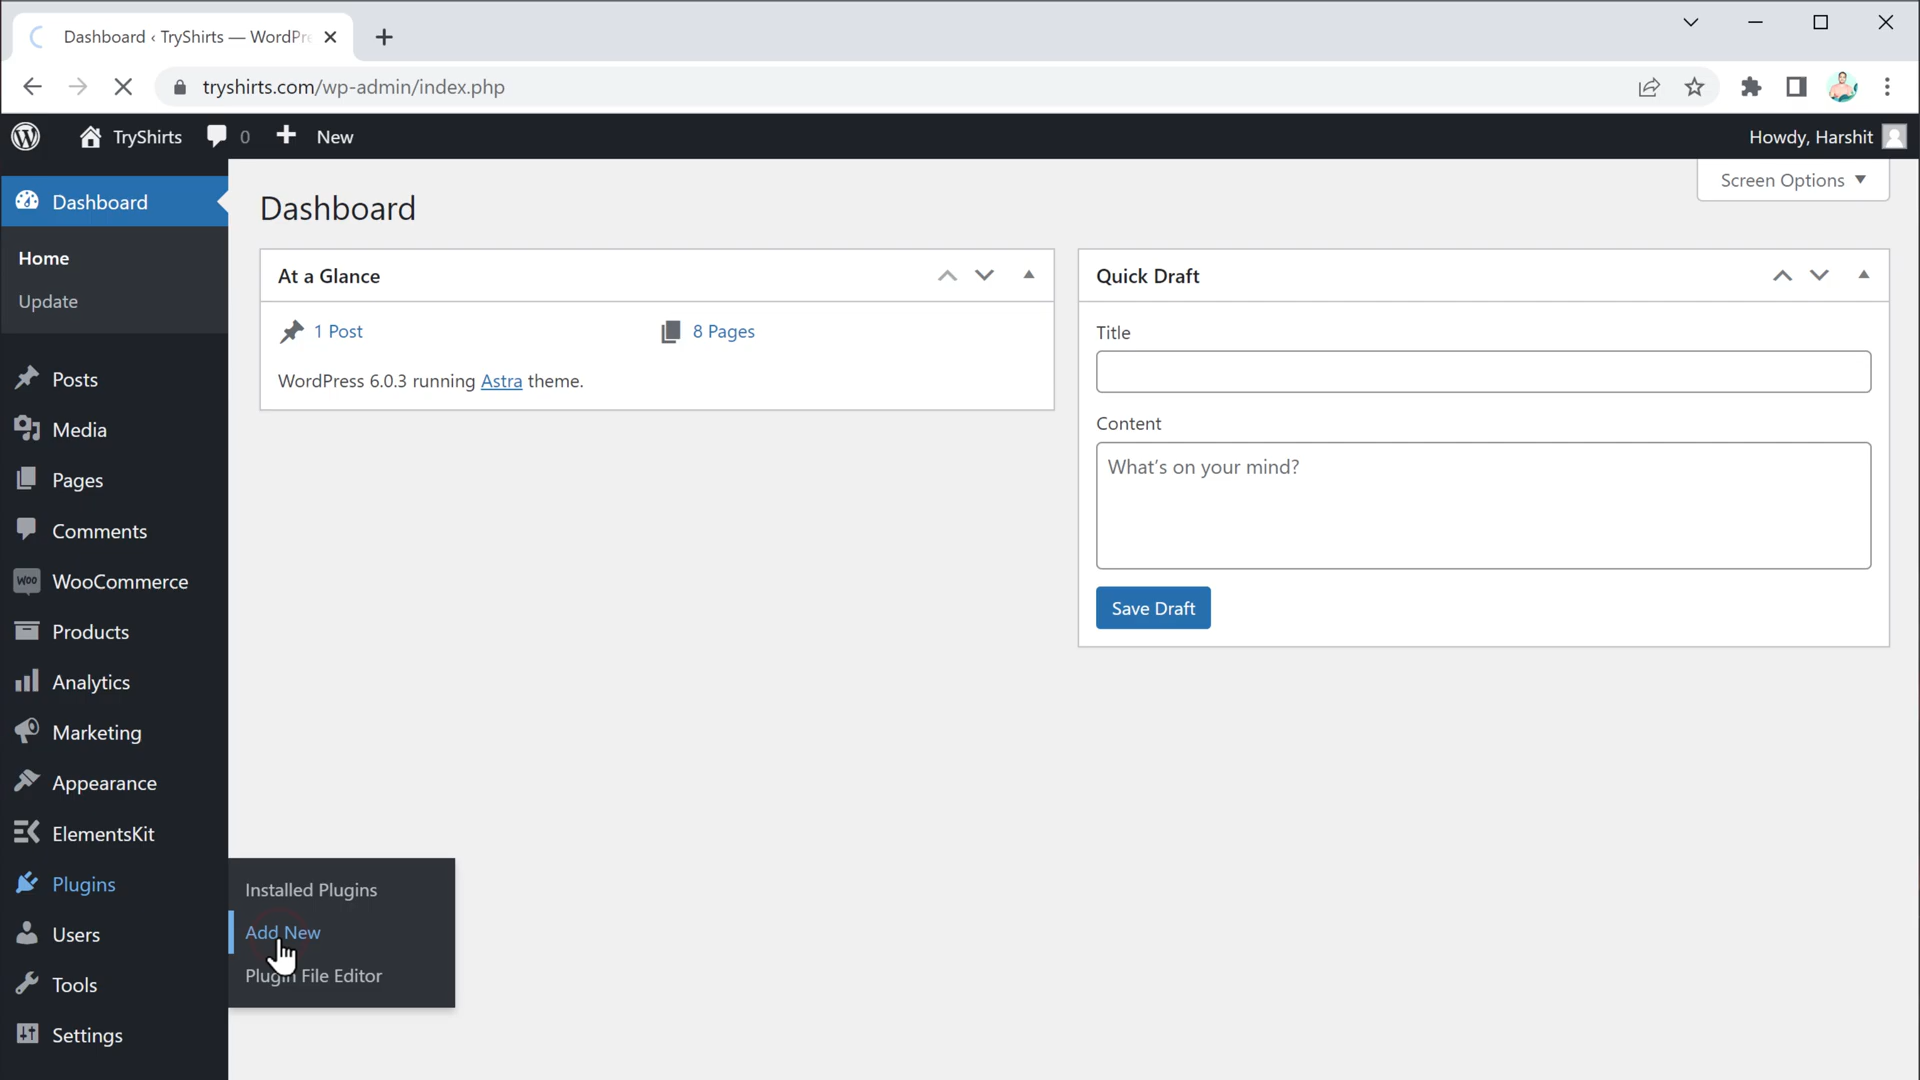 Dashboard ‹ TryShirts — WordPr
tryshirts.com/wp-admin/index.php
TryShirts 0 New
Howdy, Harshit
Screen Options
Dashboard
Home
Update
Posts
Media
Pages
Comments
WOO
WooCommerce
Products
Analytics
Marketing
Appearance
ElementsKit
Plugins
Users
Tools
Settings
Installed Plugins
Add New
Plugin File Editor
Dashboard
At a Glance
1 Post
8 Pages
WordPress 6.0.3 running Astra theme.
Quick Draft
Title
Content
What's on your mind?
Save Draft